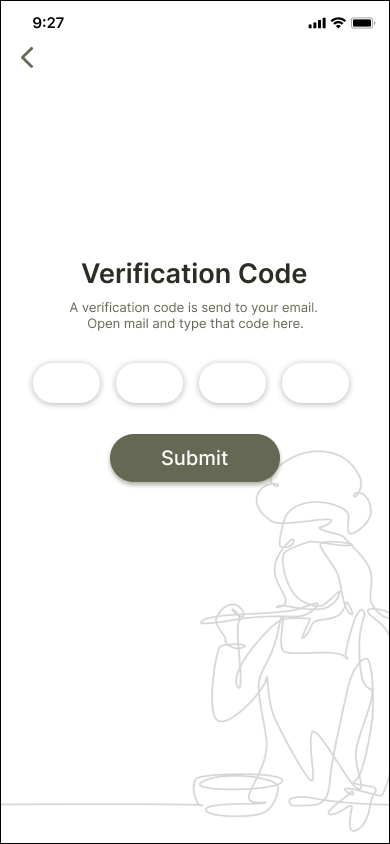 9:27
Verification Code
A verification code is send to your email.
Open mail and type that code here.
Submit